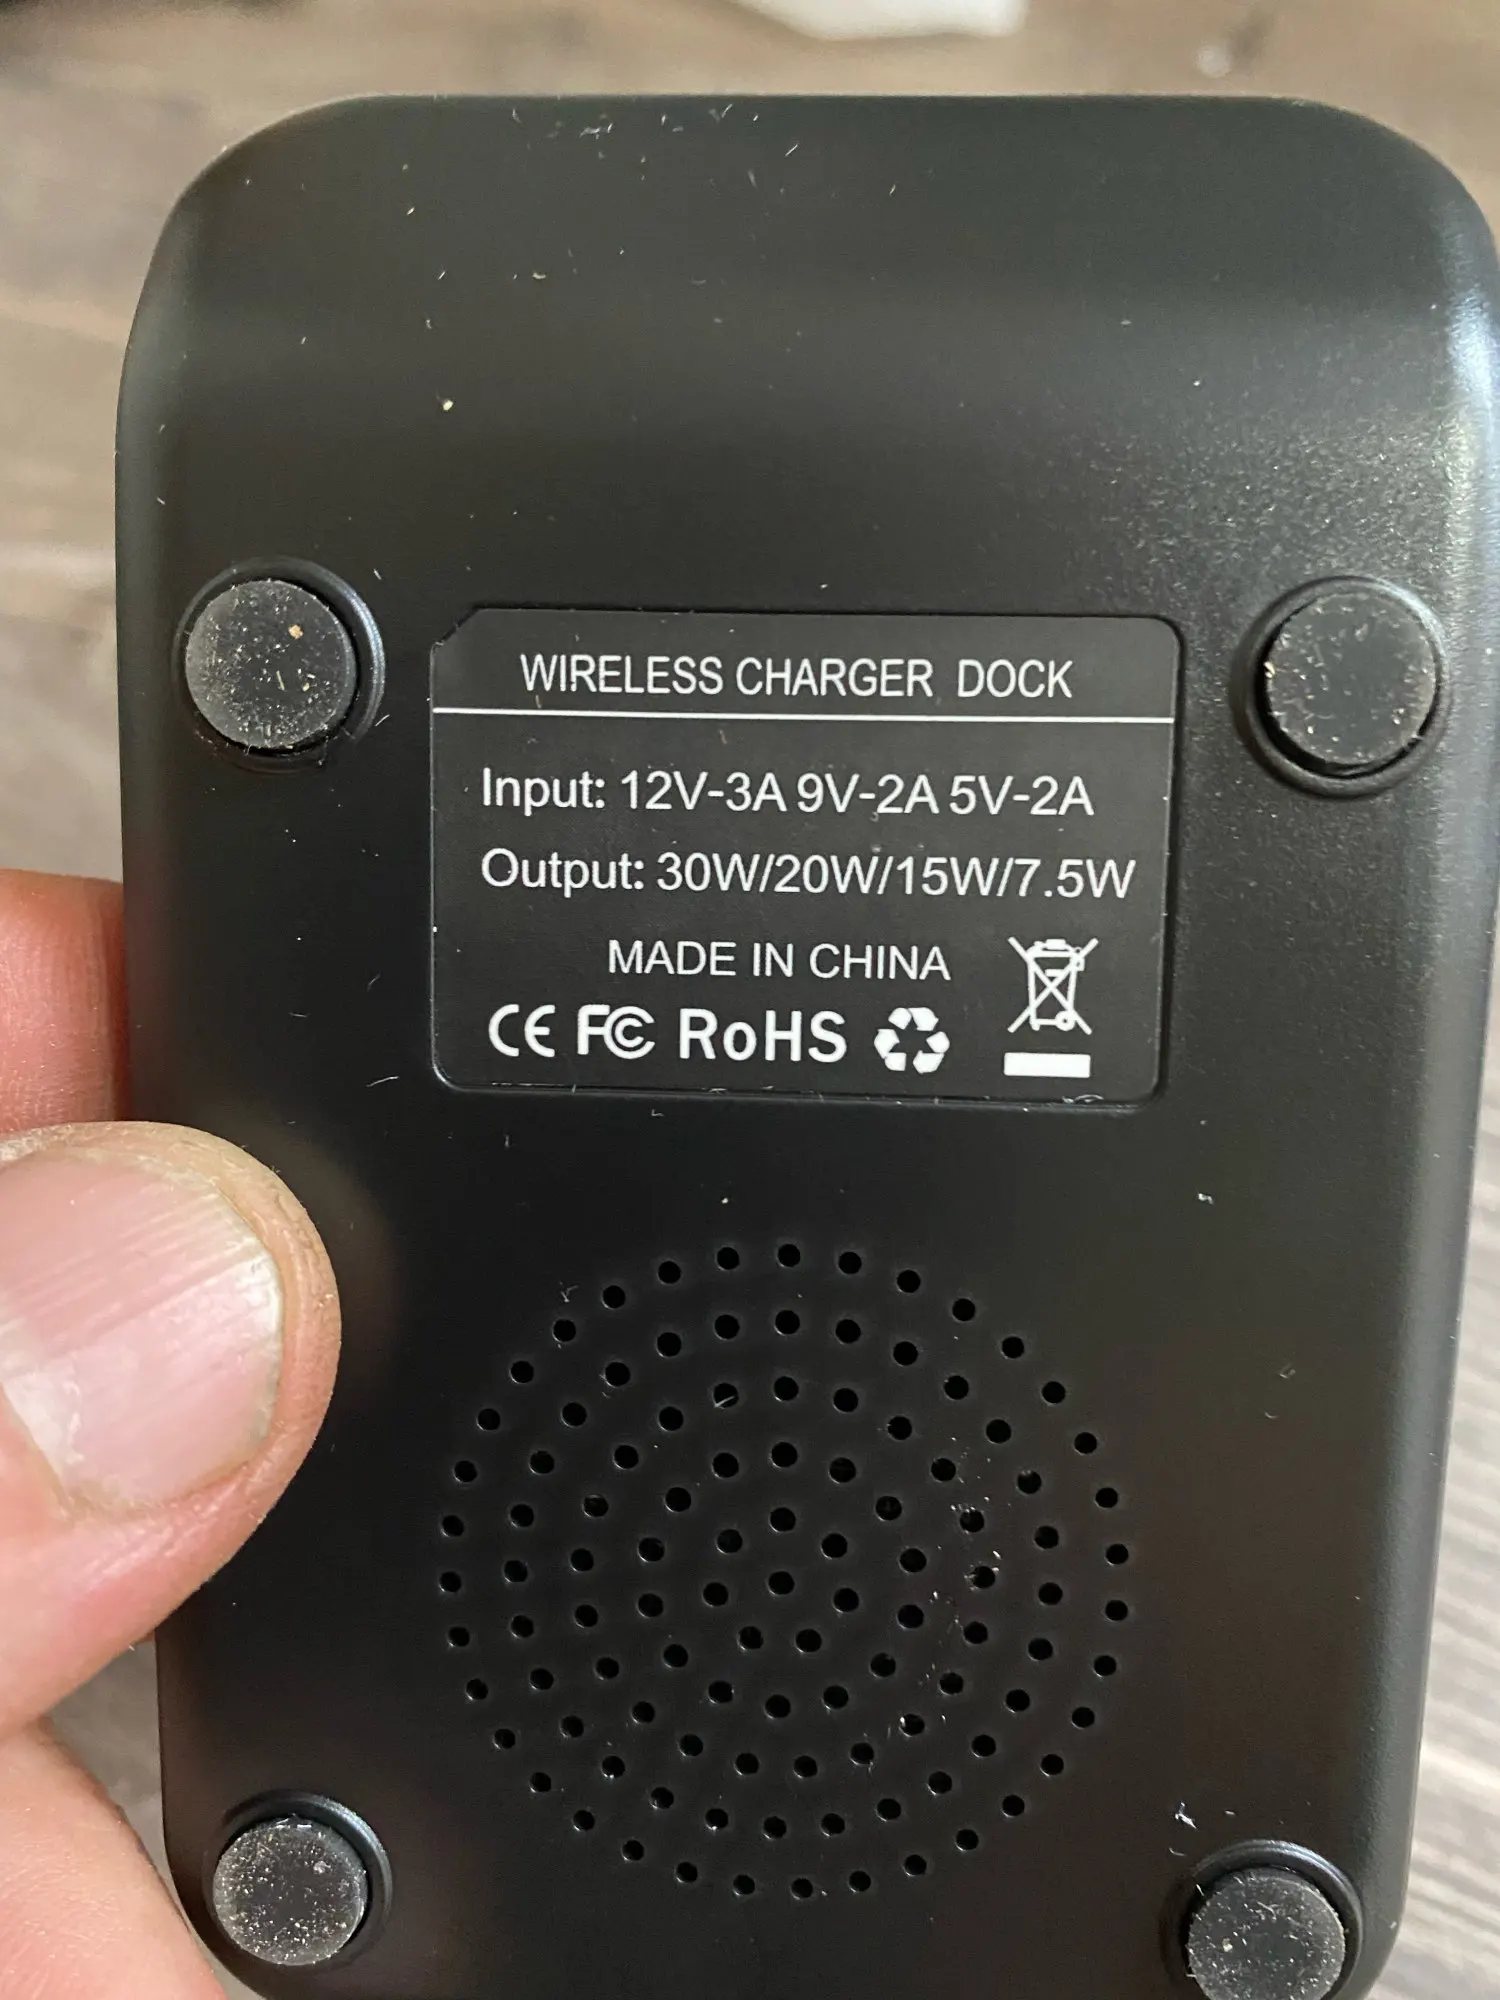 WIRELESS CHARGER DOCK
Input: 12V-3A 9V-2A 5V-2A
Output: 30W/20W/15W/7.5W
MADE IN CHINA
CE FC RoHS